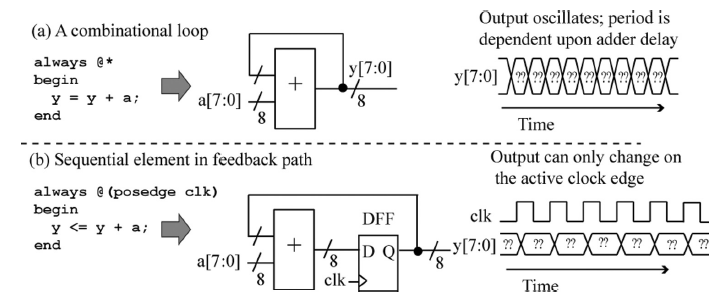 (a) A combinational loop
always @*
begin
y = y + a;
end
+
a[7:0]
8
y[7:0]
8
Output oscillates; period is
dependent upon adder delay
y[7:0]
?? ?? ?? ?? ?? ?? ?? ??
Time
(b) Sequential element in feedback path
always @(posedge clk)
begin
y <= y + a;
end
+
a[7:0]
8
8
DFF
D Q
clk
8
Output can only change on
the active clock edge
clk
y[7:0]
?? ?? ?? ?? ?? ?? ??
Time